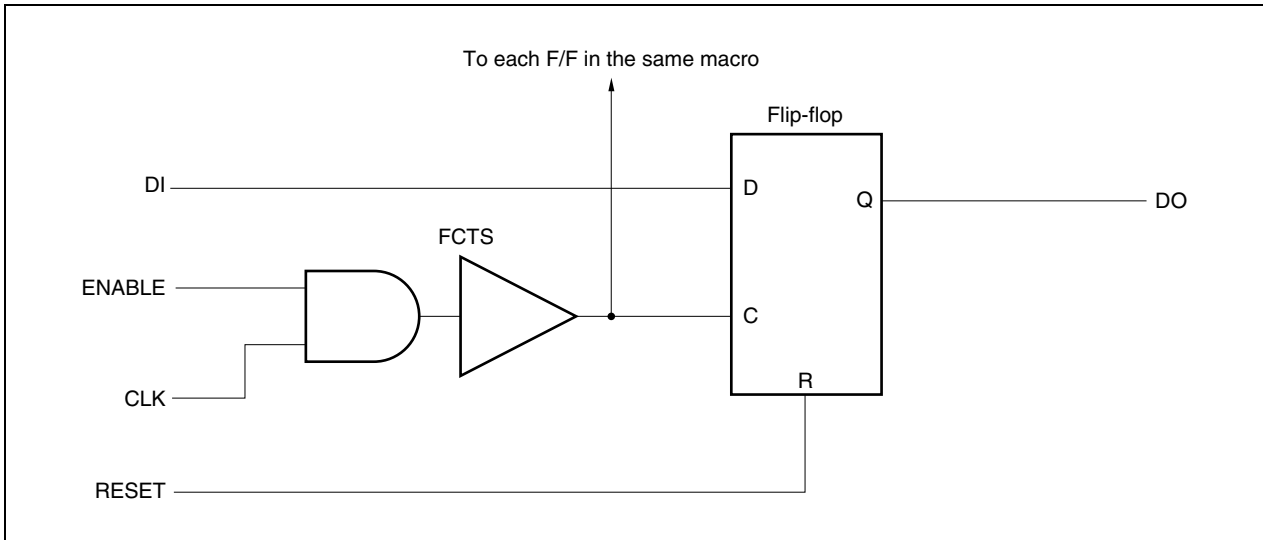 To each F/F in the same macro
Flip-flop
DI
D
Q
DO
FCTS
ENABLE
C
CLK
R
RESET